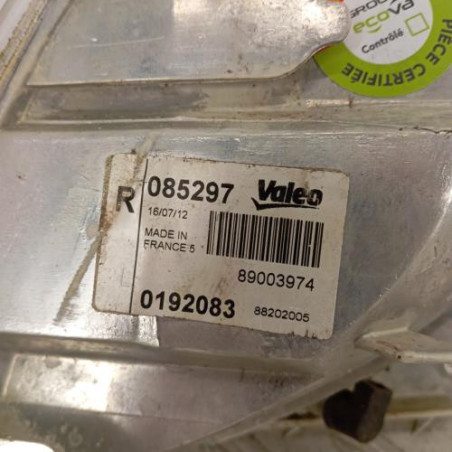 ecova
Contrôlé
PIÈCE CERTIFIÉE
R 085297 Valeo
16/07/12
MADE IN
FRANCE 5
89003974
0192083 88202005